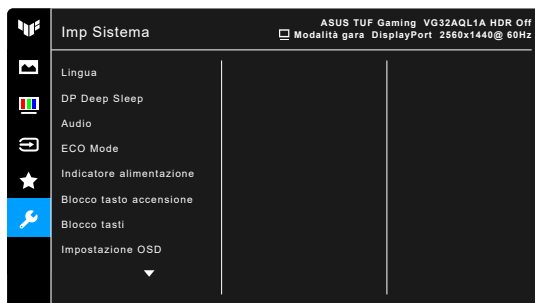 Imp Sistema
ASUS TUF Gaming VG32AQL1A HDR Off
Modalità gara DisplayPort 2560x1440@ 60Hz
Lingua
DP Deep Sleep
Audio
ECO Mode
Indicatore alimentazione
Blocco tasto accensione
Blocco tasti
Impostazione OSD